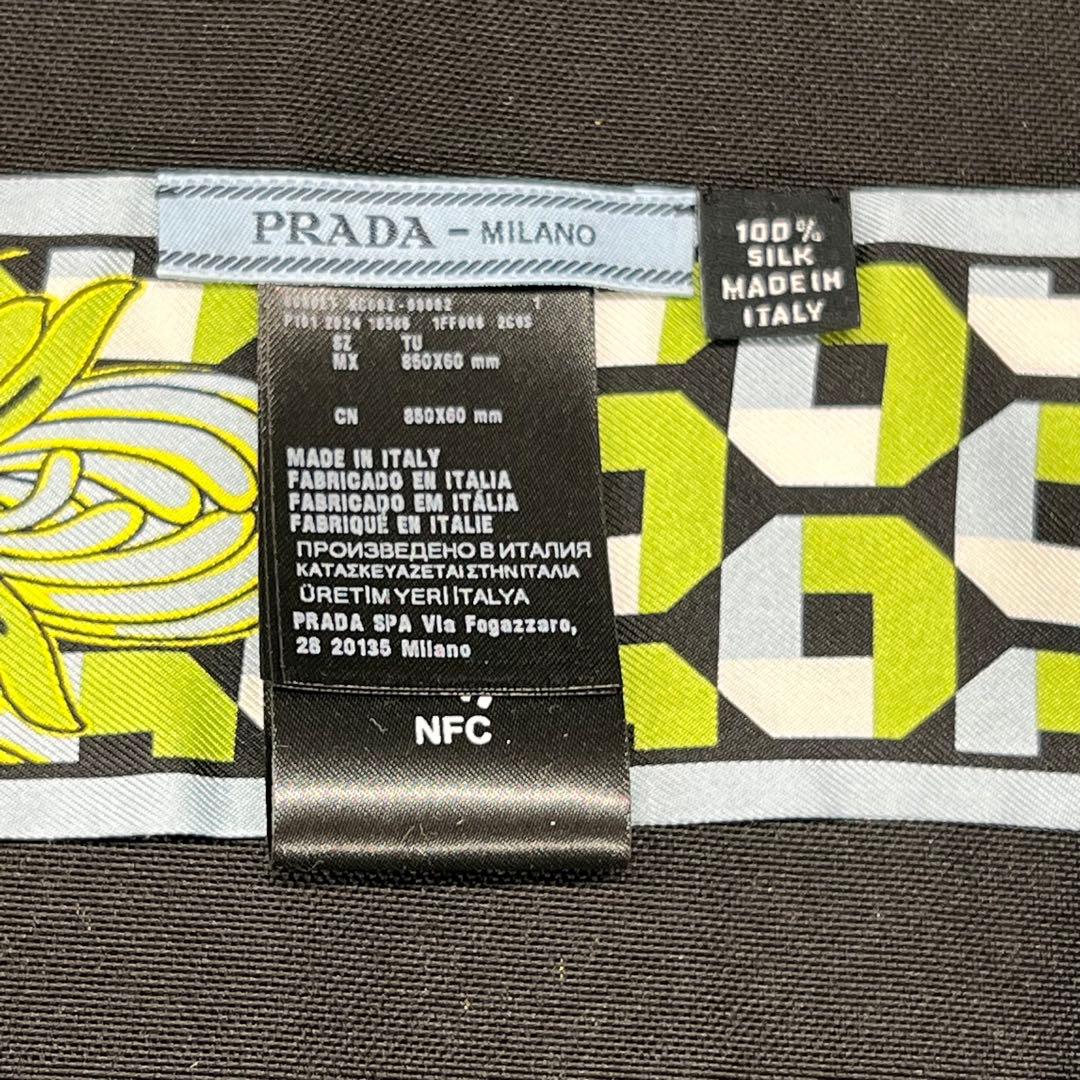 PRADA - MILANO
100%
SILK
MADE IN
ITALY
SZ TU
MX 850X60 mm
CN 850X60 mm
MADE IN ITALY
FABRICADO EN ITALIA
FABRICADO EM ITÁLIA
FABRIQUÉ EN ITALIE
ПРОИЗВЕДЕНО В ИТАЛИЯ
ΚΑΤΑΣΚΕΥΑΖΕΤΑΙ ΣΤΗΝ ΙΤΑΛΙΑ
ÜRETİM YERİ İTALYA
PRADA SPA Via Fogazzaro,
28 20135 Milano
NFC